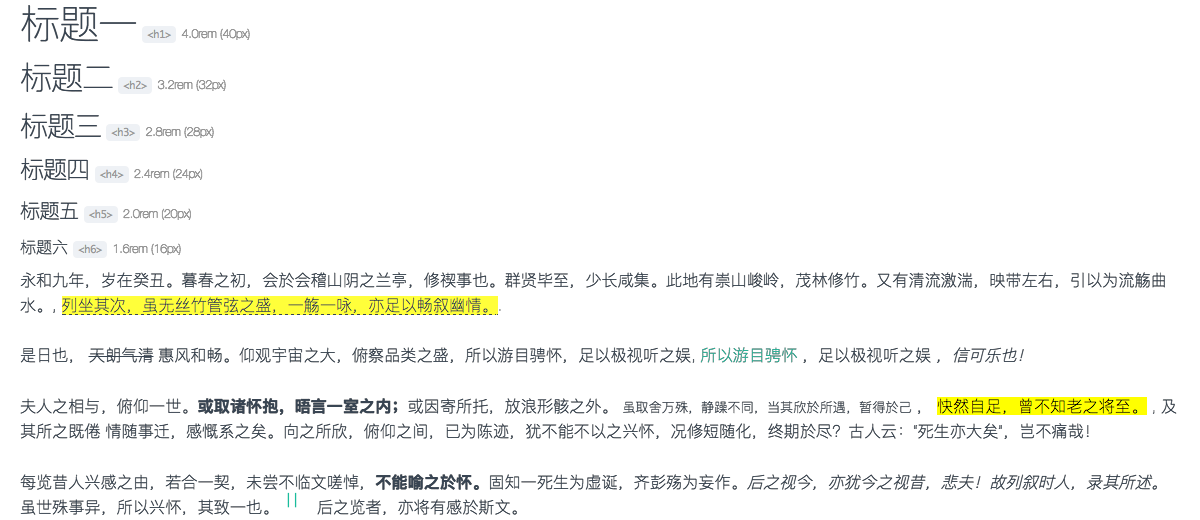 标题一 <h1> 4.0rem (40px)
标题二 <h2> 3.2rem (32px)
标题三 <h3> 2.8rem (28px)
标题四 <h4> 2.4rem (24px)
标题五 <h5> 2.0rem (20px)
标题六 <h6> 1.6rem (16px)
永和九年，岁在癸丑。暮春之初，会於会稽山阴之兰亭，修禊事也。群贤毕至，少长咸集。此地有崇山峻岭，茂林修竹。又有清流激湍，映带左右，引以为流觞曲
水。, 列坐其次，虽无丝竹管弦之盛，一觞一咏，亦足以畅叙幽情。.
是日也， 天朗气清 惠风和畅。仰观宇宙之大，俯察品类之盛，所以游目骋怀，足以极视听之娱, 所以游目骋怀 ，足以极视听之娱 ，信可乐也！
夫人之相与，俯仰一世。或取诸怀抱，晤言一室之内；或因寄所托，放浪形骸之外。 虽取舍万殊，静躁不同，当其欣於所遇，暂得於己 ， 怏然自足，曾不知老之将至。, 及
其所之既倦 情随事迁，感慨系之矣。向之所欣，俯仰之间，已为陈迹，犹不能不以之兴怀，况修短随化，终期於尽？古人云："死生亦大矣"，岂不痛哉！
每览昔人兴感之由，若合一契，未尝不临文嗟悼，不能喻之於怀。固知一死生为虚诞，齐彭殇为妄作。后之视今，亦犹今之视昔，悲夫！故列叙时人，录其所述。
虽世殊事异，所以兴怀，其致一也。 || 后之览者，亦将有感於斯文。